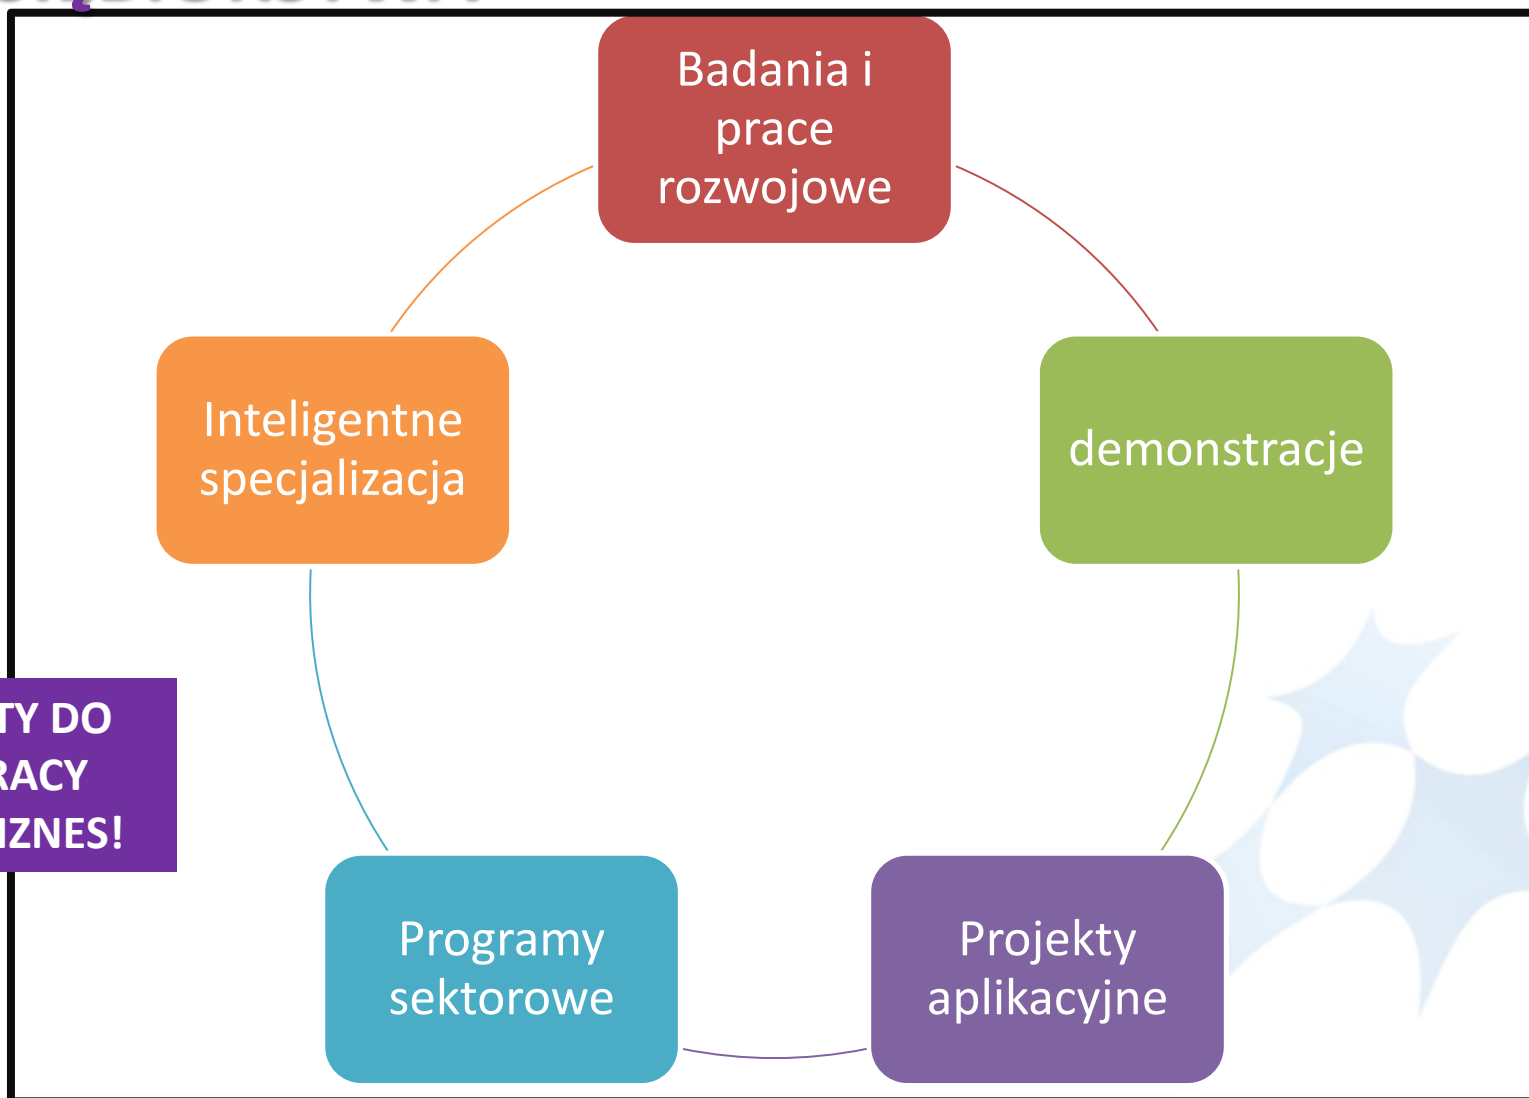 Badania i
prace
rozwojowe
Inteligentne
specjalizacja
demonstracje
TY DO
RACY
IZNES!
Programy
sektorowe
Projekty
aplikacyjne